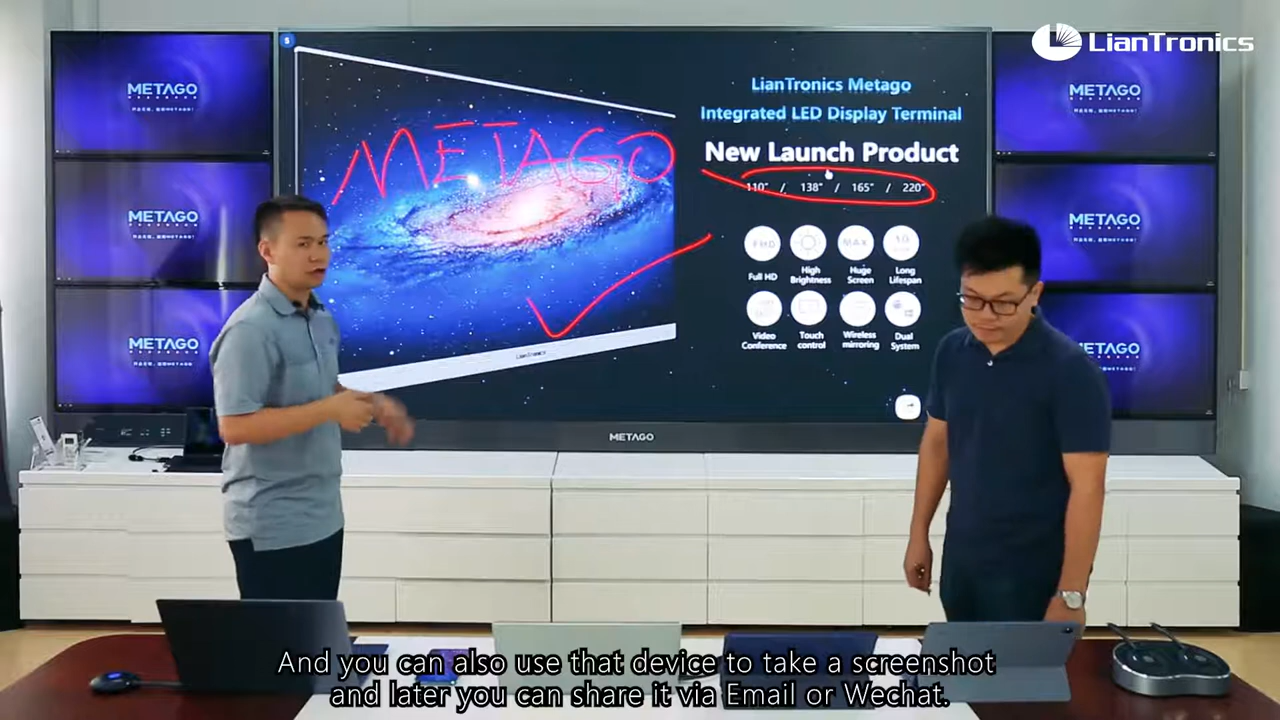 LianTronics
METAGO
METAGO
METAGO
METAGO
METAGO
METAGO
5
METAGO
LianTronics
LianTronics Metago
Integrated LED Display Terminal
New Launch Product
110" / 138" / 165" / 220"
FHD
MAX
10
Full HD
High
Brightness
Huge
Screen
Long
Lifespan
Video
Conference
Touch
control
Wireless
mirroring
Dual
System
METAGO
And you can also use that device to take a screenshot
and later you can share it via Email or Wechat.